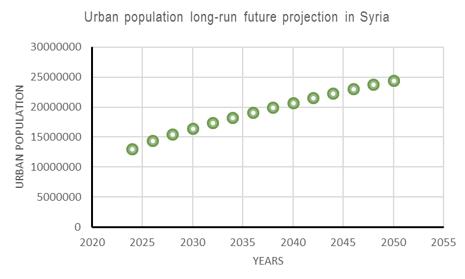 Urban population long-run future projection in Syria
30000000
25000000
20000000
15000000
10000000
5000000
0
URBAN POPULATION
2020 2025 2030 2035 2040 2045 2050 2055
YEARS